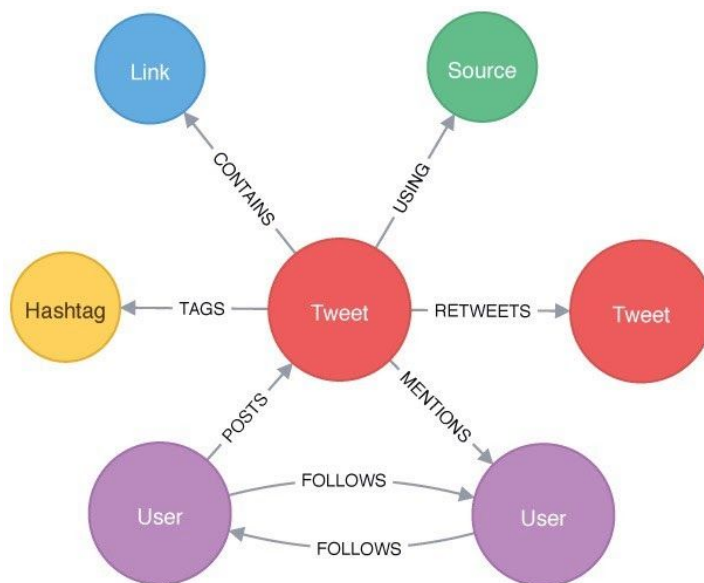 Link
Source
CONTAINS
USING
Hashtag
TAGS
Tweet
RETWEETS
Tweet
POSTS
MENTIONS
FOLLOWS
User
User
FOLLOWS